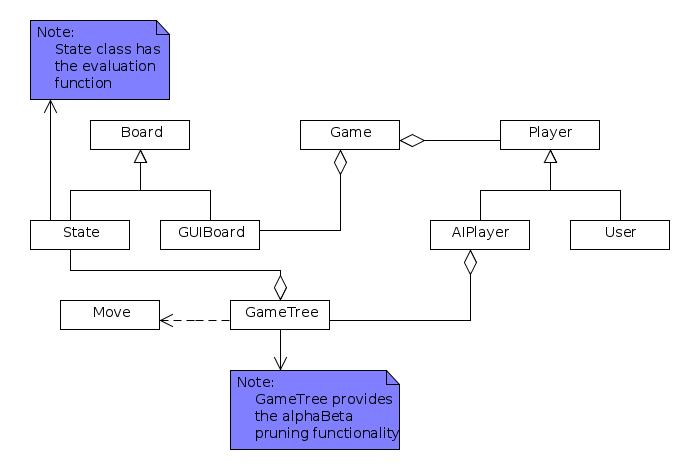 Note:
State class has
the evaluation
function
Board
Game
Player
State
GUIBoard
AIPlayer
User
Move
GameTree
Note:
GameTree provides
the alphaBeta
pruning functionality